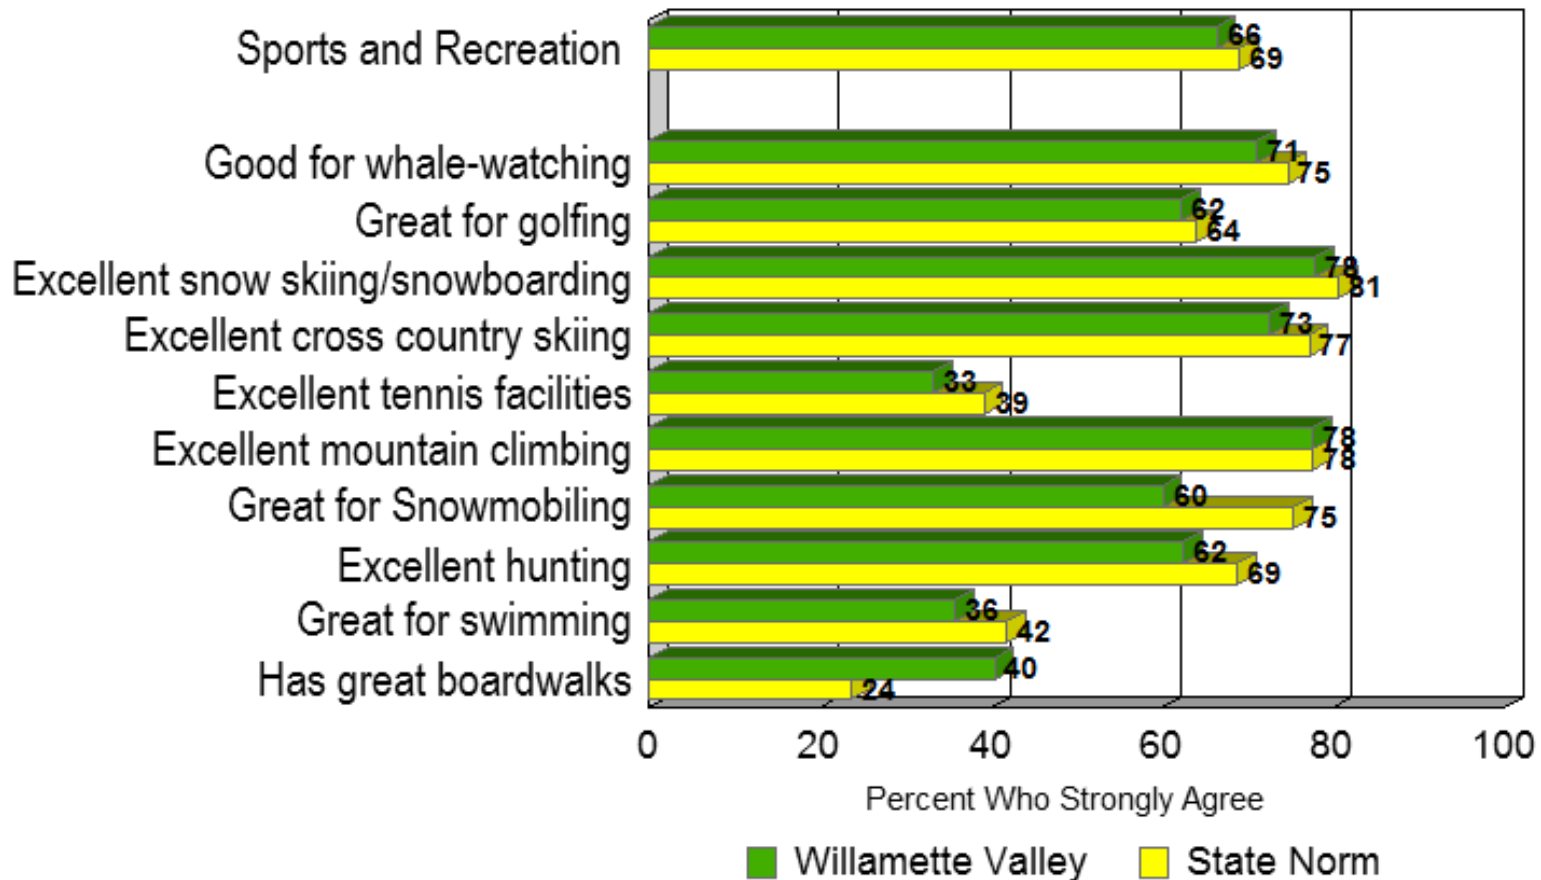 Sports and Recreation 66 69
Good for whale-watching 71 75
Great for golfing 62 64
Excellent snow skiing/snowboarding 78 81
Excellent cross country skiing 73 77
Excellent tennis facilities 33 39
Excellent mountain climbing 78 78
Great for Snowmobiling 60 75
Excellent hunting 62 69
Great for swimming 36 42
Has great boardwalks 40 24
0 20 40 60 80 100
Percent Who Strongly Agree
Willamette Valley State Norm